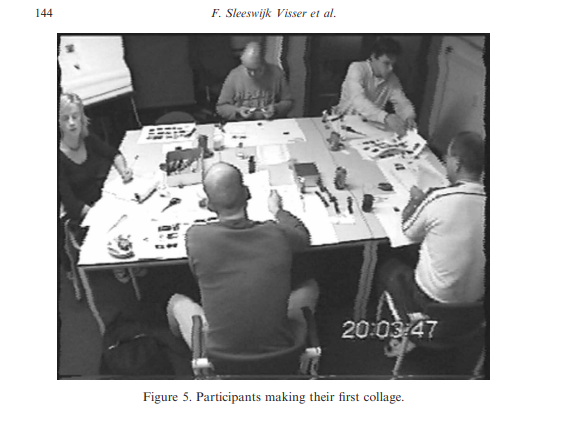 144
F. Sleeswijk Visser et al.
20:03:47
Figure 5. Participants making their first collage.